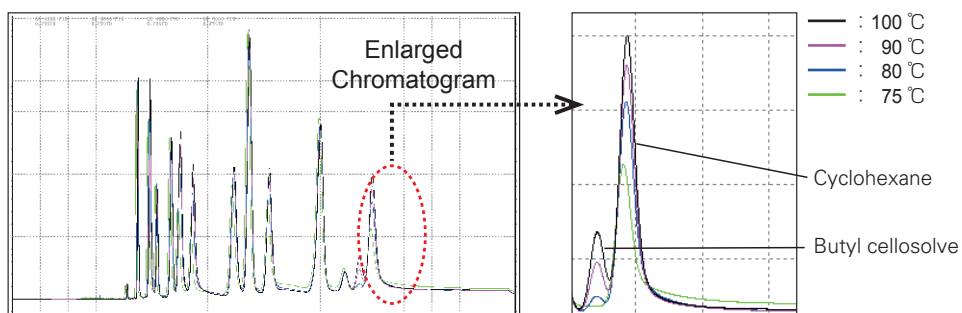 Enlarged
Chromatogram
: 100 ℃
: 90 ℃
: 80 ℃
: 75 ℃
Cyclohexane
Butyl cellosolve